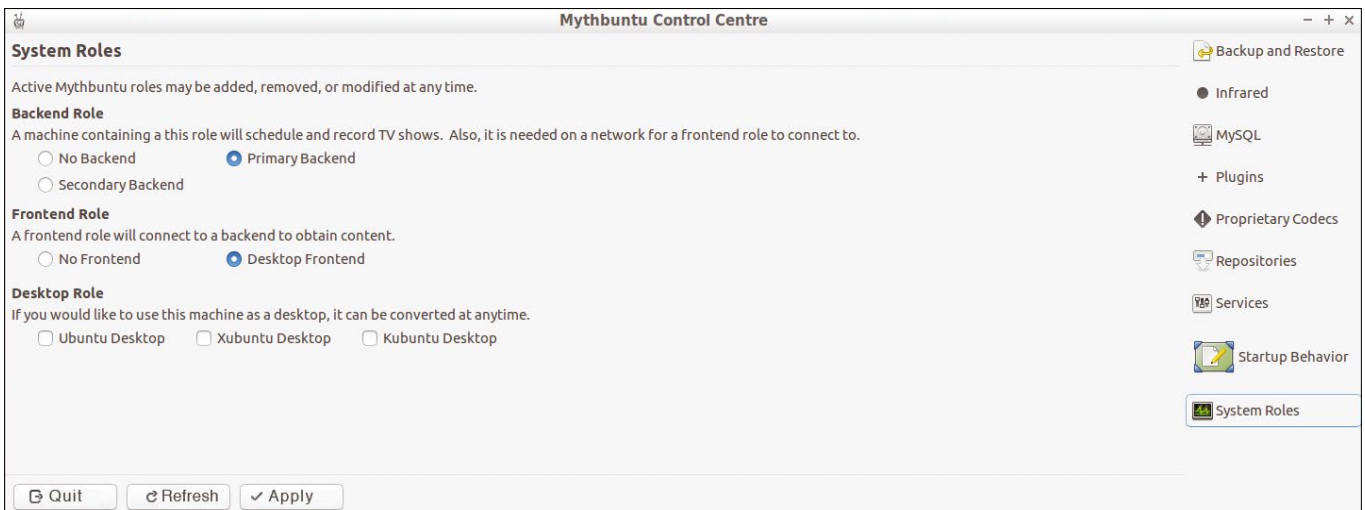 Mythbuntu Control Centre
System Roles
Active Mythbuntu roles may be added, removed, or modified at any time.
Backend Role
A machine containing a this role will schedule and record TV shows.  Also, it is needed on a network for a frontend role to connect to.
No Backend Primary Backend
Secondary Backend
Frontend Role
A frontend role will connect to a backend to obtain content.
No Frontend Desktop Frontend
Desktop Role
If you would like to use this machine as a desktop, it can be converted at anytime.
Ubuntu Desktop Xubuntu Desktop Kubuntu Desktop
Quit Refresh Apply
Backup and Restore
Infrared
MySQL
Plugins
Proprietary Codecs
Repositories
Services
Startup Behavior
System Roles